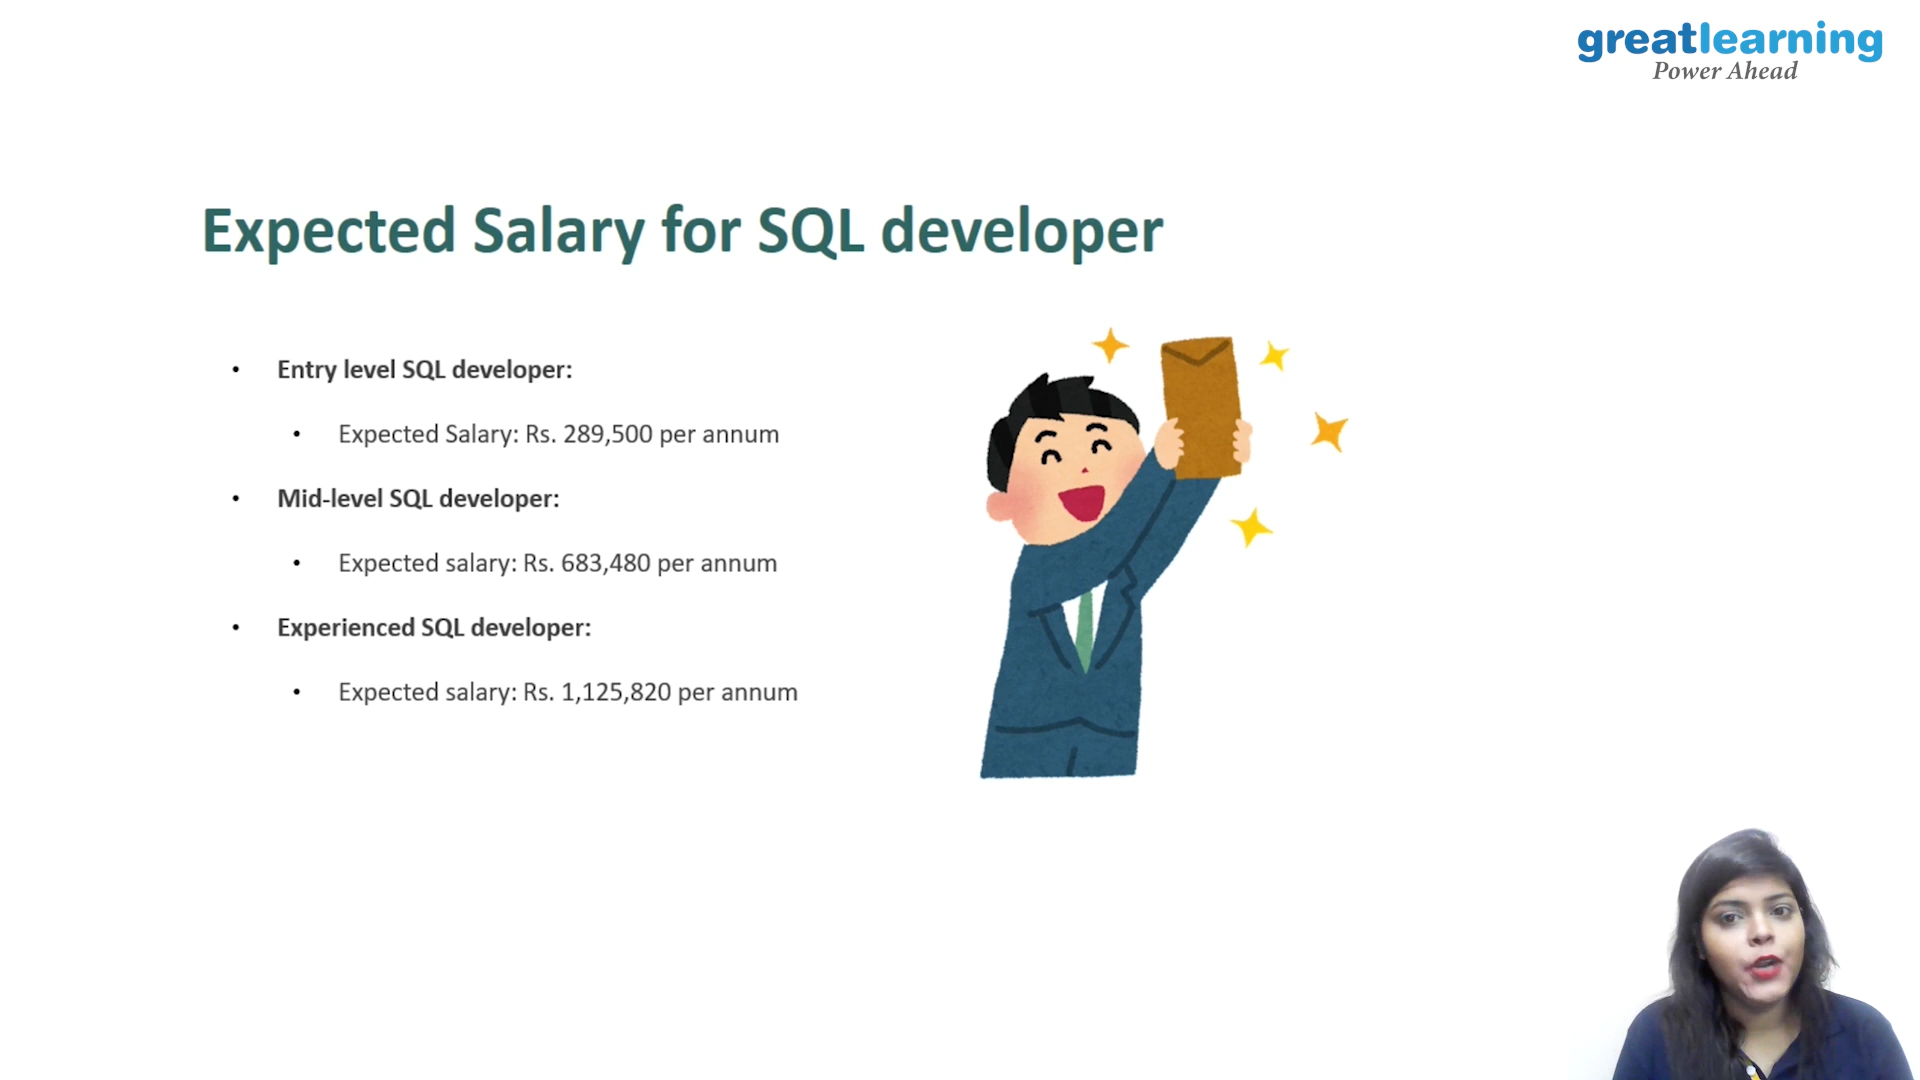 greatlearning
Power Ahead
Expected Salary for SQL developer
• Entry level SQL developer:
• Expected Salary: Rs. 289,500 per annum
• Mid-level SQL developer:
• Expected salary: Rs. 683,480 per annum
• Experienced SQL developer:
• Expected salary: Rs. 1,125,820 per annum